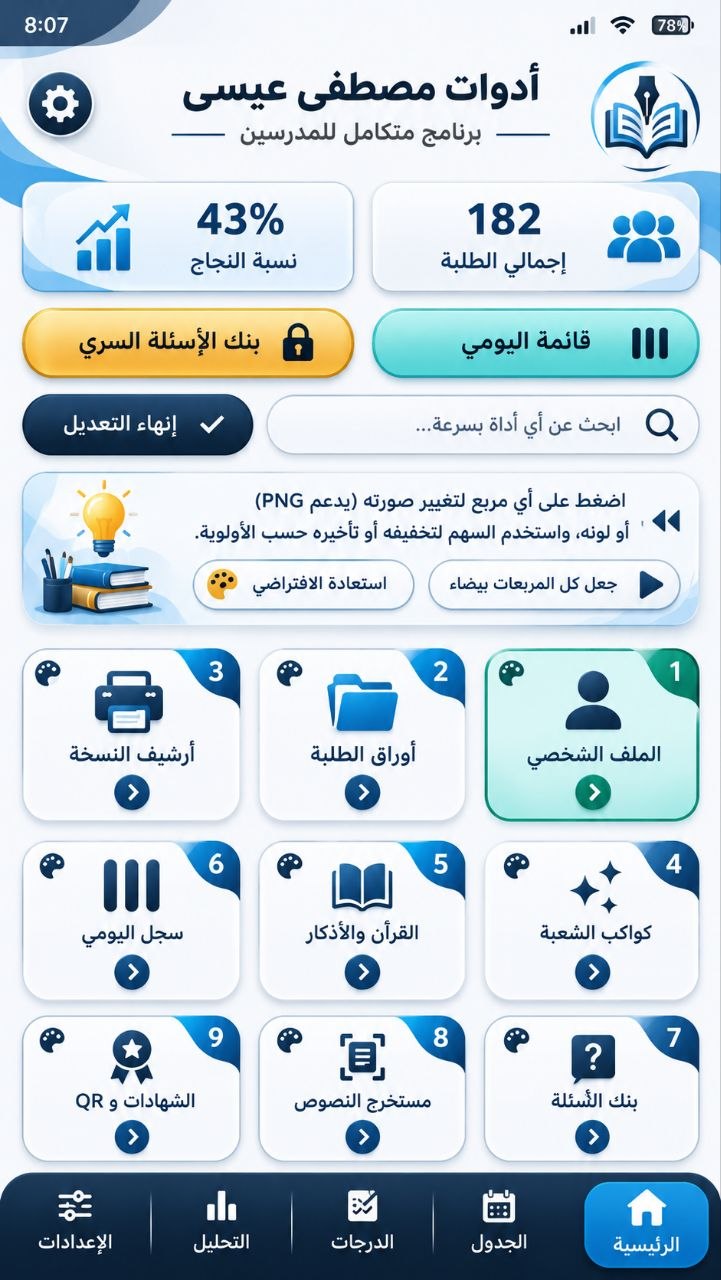 8:07
78%
أدوات مصطفى عيسى
برنامج متكامل للمدرسين
182
إجمالي الطلبة
43%
نسبة النجاح
قائمة اليومي
بنك الأسئلة السري
ابحث عن أي أداة بسرعة...
إنهاء التعديل
اضغط على أي مربع لتغيير صورته (يدعم PNG)
أو لونه، واستخدم السهم لتخفيفه أو تأخيره حسب الأولوية.
جعل كل المربعات بيضاء
استعادة الافتراضي
1
الملف الشخصي
2
أوراق الطلبة
3
أرشيف النسخة
4
كواكب الشعبة
5
القرأن والأذكار
6
سجل اليومي
7
بنك الأسئلة
8
مستخرج النصوص
9
الشهادات و QR
الرئيسية
الجدول
الدرجات
التحليل
الإعدادات